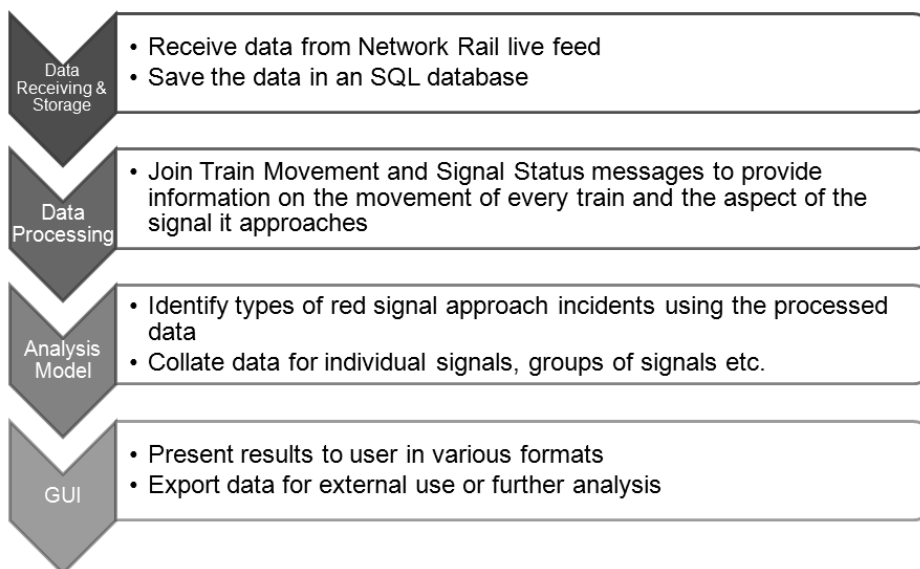 Data
Receiving &
Storage
• Receive data from Network Rail live feed
• Save the data in an SQL database
Data
Processing
• Join Train Movement and Signal Status messages to provide
information on the movement of every train and the aspect of the
signal it approaches
Analysis
Model
• Identify types of red signal approach incidents using the processed
data
• Collate data for individual signals, groups of signals etc.
GUI
• Present results to user in various formats
• Export data for external use or further analysis